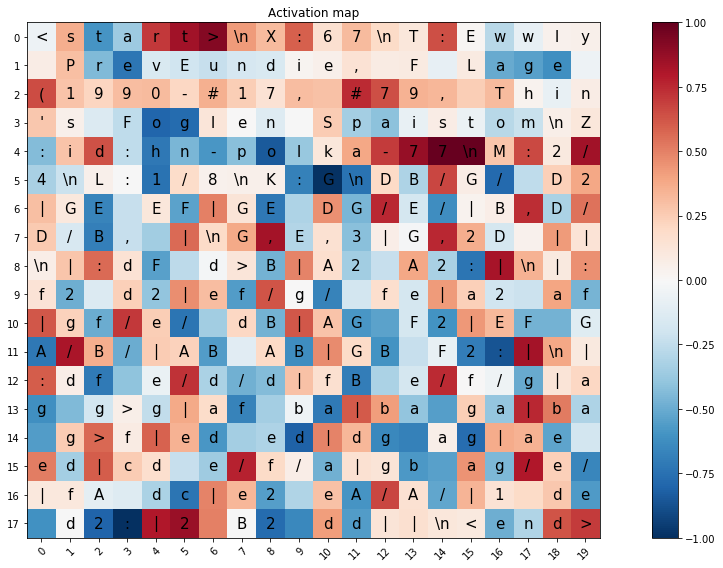 Activation map
0 < s t a r t > \n X : 6 7 \n T : E w w l y
1 P r e v E u n d i e , F L a g e
2 ( 1 9 9 0 - # 1 7 , # 7 9 , T h i n
3 ' s F o g l e n S p a i s t o m \n Z
4 : i d : h n - p o l k a - 7 7 \n M : 2 /
5 4 \n L : 1 / 8 \n K : G \n D B / G / D 2
6 | G E E F | G E D G / E / | B , D /
7 D / B , | \n G , E , 3 | G , 2 D | |
8 \n | : d F d > B | A 2 A 2 : | \n | :
9 f 2 d 2 | e f / g / f e | a 2 a f
10 | g f / e / d B | A G F 2 | E F G
11 A / B / | A B A B | G B F 2 : | \n |
12 : d f e / d / d | f B e / f / g | a
13 g g > g | a f b a | b a g a | b a
14 g > f | e d e d | d g a g | a e
15 e d | c d e / f / a | g b a g / e /
16 | f A d c | e 2 e A / A / | 1 d e
17 d 2 : | 2 B 2 d d | | \n < e n d >
0 1 2 3 4 5 6 7 8 9 10 11 12 13 14 15 16 17 18 19
1.00
0.75
0.50
0.25
0.00
−0.25
−0.50
−0.75
−1.00